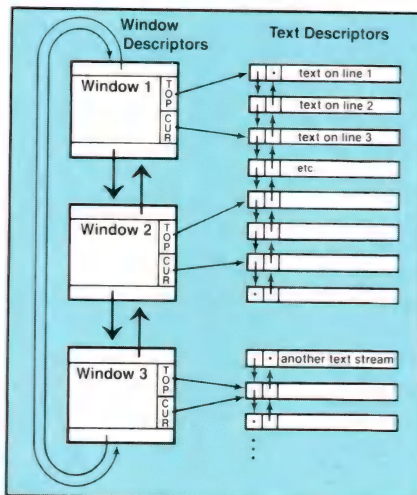 Window
Descriptors
Text Descriptors
Window 1
TOP
CUR
text on line 1
text on line 2
text on line 3
etc
Window 2
TOP
CUR
Window 3
TOP
CUR
another text stream